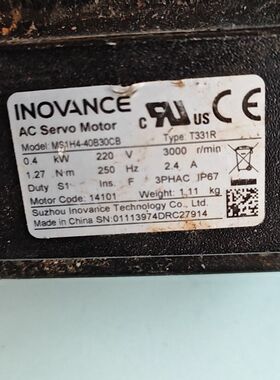 INOVANCE
AC Servo Motor
c RU US CE
Model: MS1H4-40B30CB Type: T331R
0.4 kW 220 V 3000 r/min
1.27 N·m 250 Hz 2.4 A
Duty S1 Ins. F 3PHAC IP67
Motor Code: 14101 Weight: 1.11 kg
Suzhou Inovance Technology Co., Ltd.
Made in China SN: 01113974DRC27914